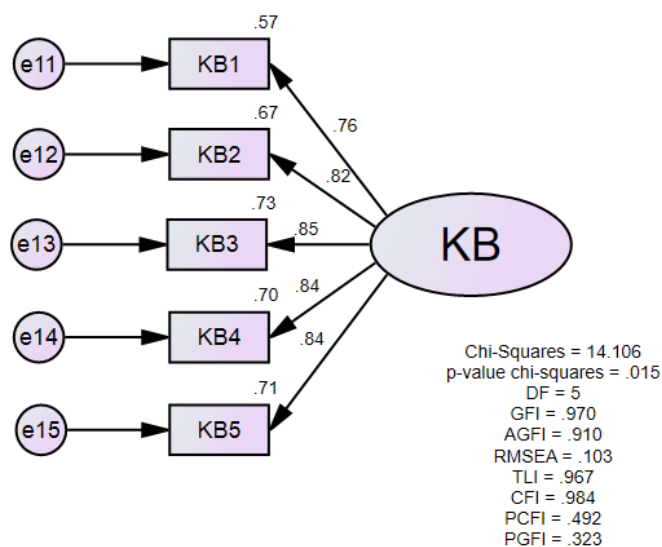 .57
e11
KB1
.76
.67
e12
KB2
.82
.73
e13
KB3
.85
KB
.84
.70
e14
KB4
.84
.71
e15
KB5
Chi-Squares = 14.106
p-value chi-squares = .015
DF = 5
GFI = .970
AGFI = .910
RMSEA = .103
TLI = .967
CFI = .984
PCFI = .492
PGFI = .323